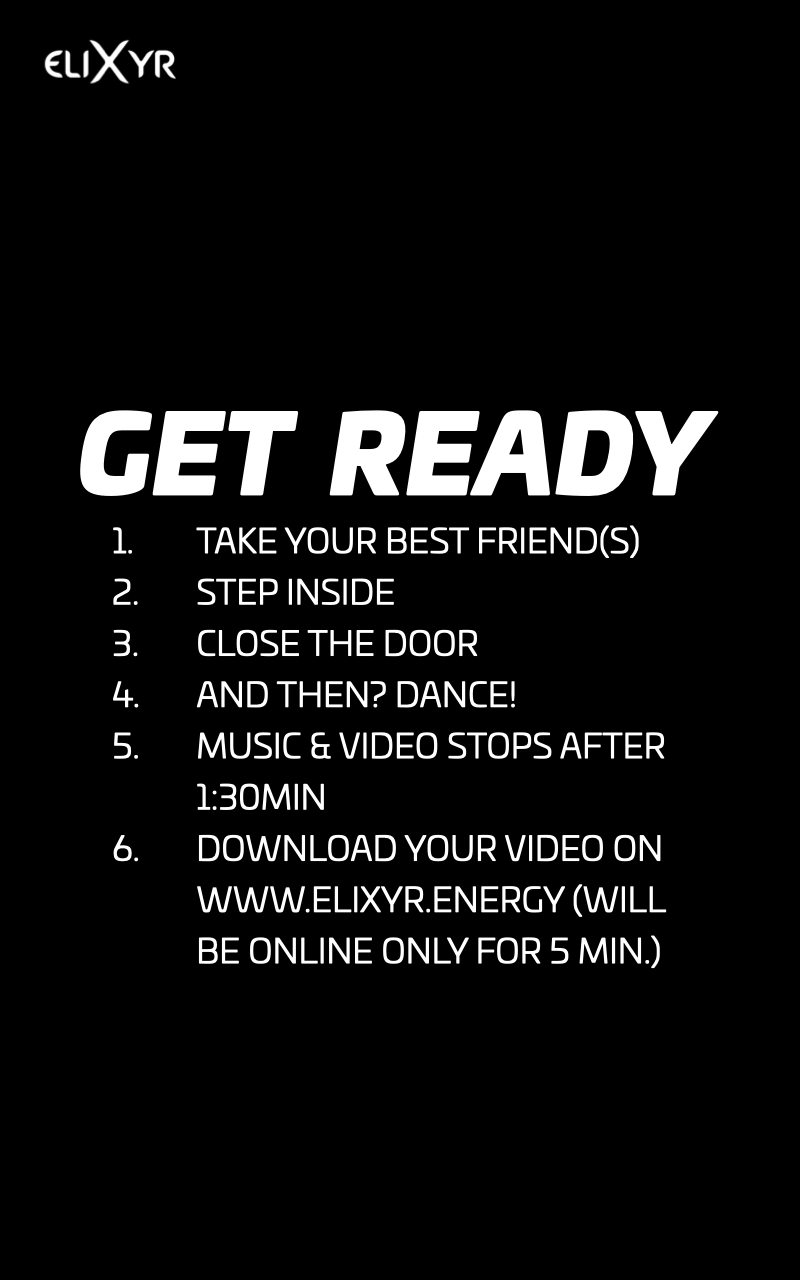 ELIXYR
GET READY
1. TAKE YOUR BEST FRIEND(S)
2. STEP INSIDE
3. CLOSE THE DOOR
4. AND THEN? DANCE!
5. MUSIC & VIDEO STOPS AFTER
1:30MIN
6. DOWNLOAD YOUR VIDEO ON
WWW.ELIXYR.ENERGY (WILL
BE ONLINE ONLY FOR 5 MIN.)